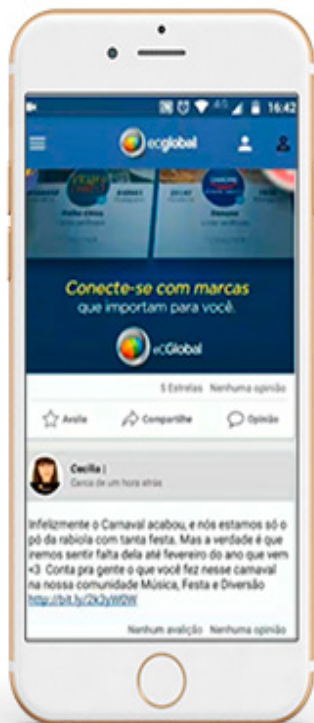 16:42
ecglobal
Conecte-se com marcas
que importam para você.
eCGlobal
5 Estrelas Nenhuma opinião
Avalie Compartilhe Opinião
Cecilia |
Cerca de um hora atrás
Infelizmente o Carnaval acabou, e nós estamos só o
pó da rabiola com tanta festa. Mas a verdade é que
iremos sentir falta dela até fevereiro do ano que vem
<3 Conta pra gente o que você fez nesse carnaval
na nossa comunidade Música, Festa e Diversão
Nenhum avalição Nenhuma opinião